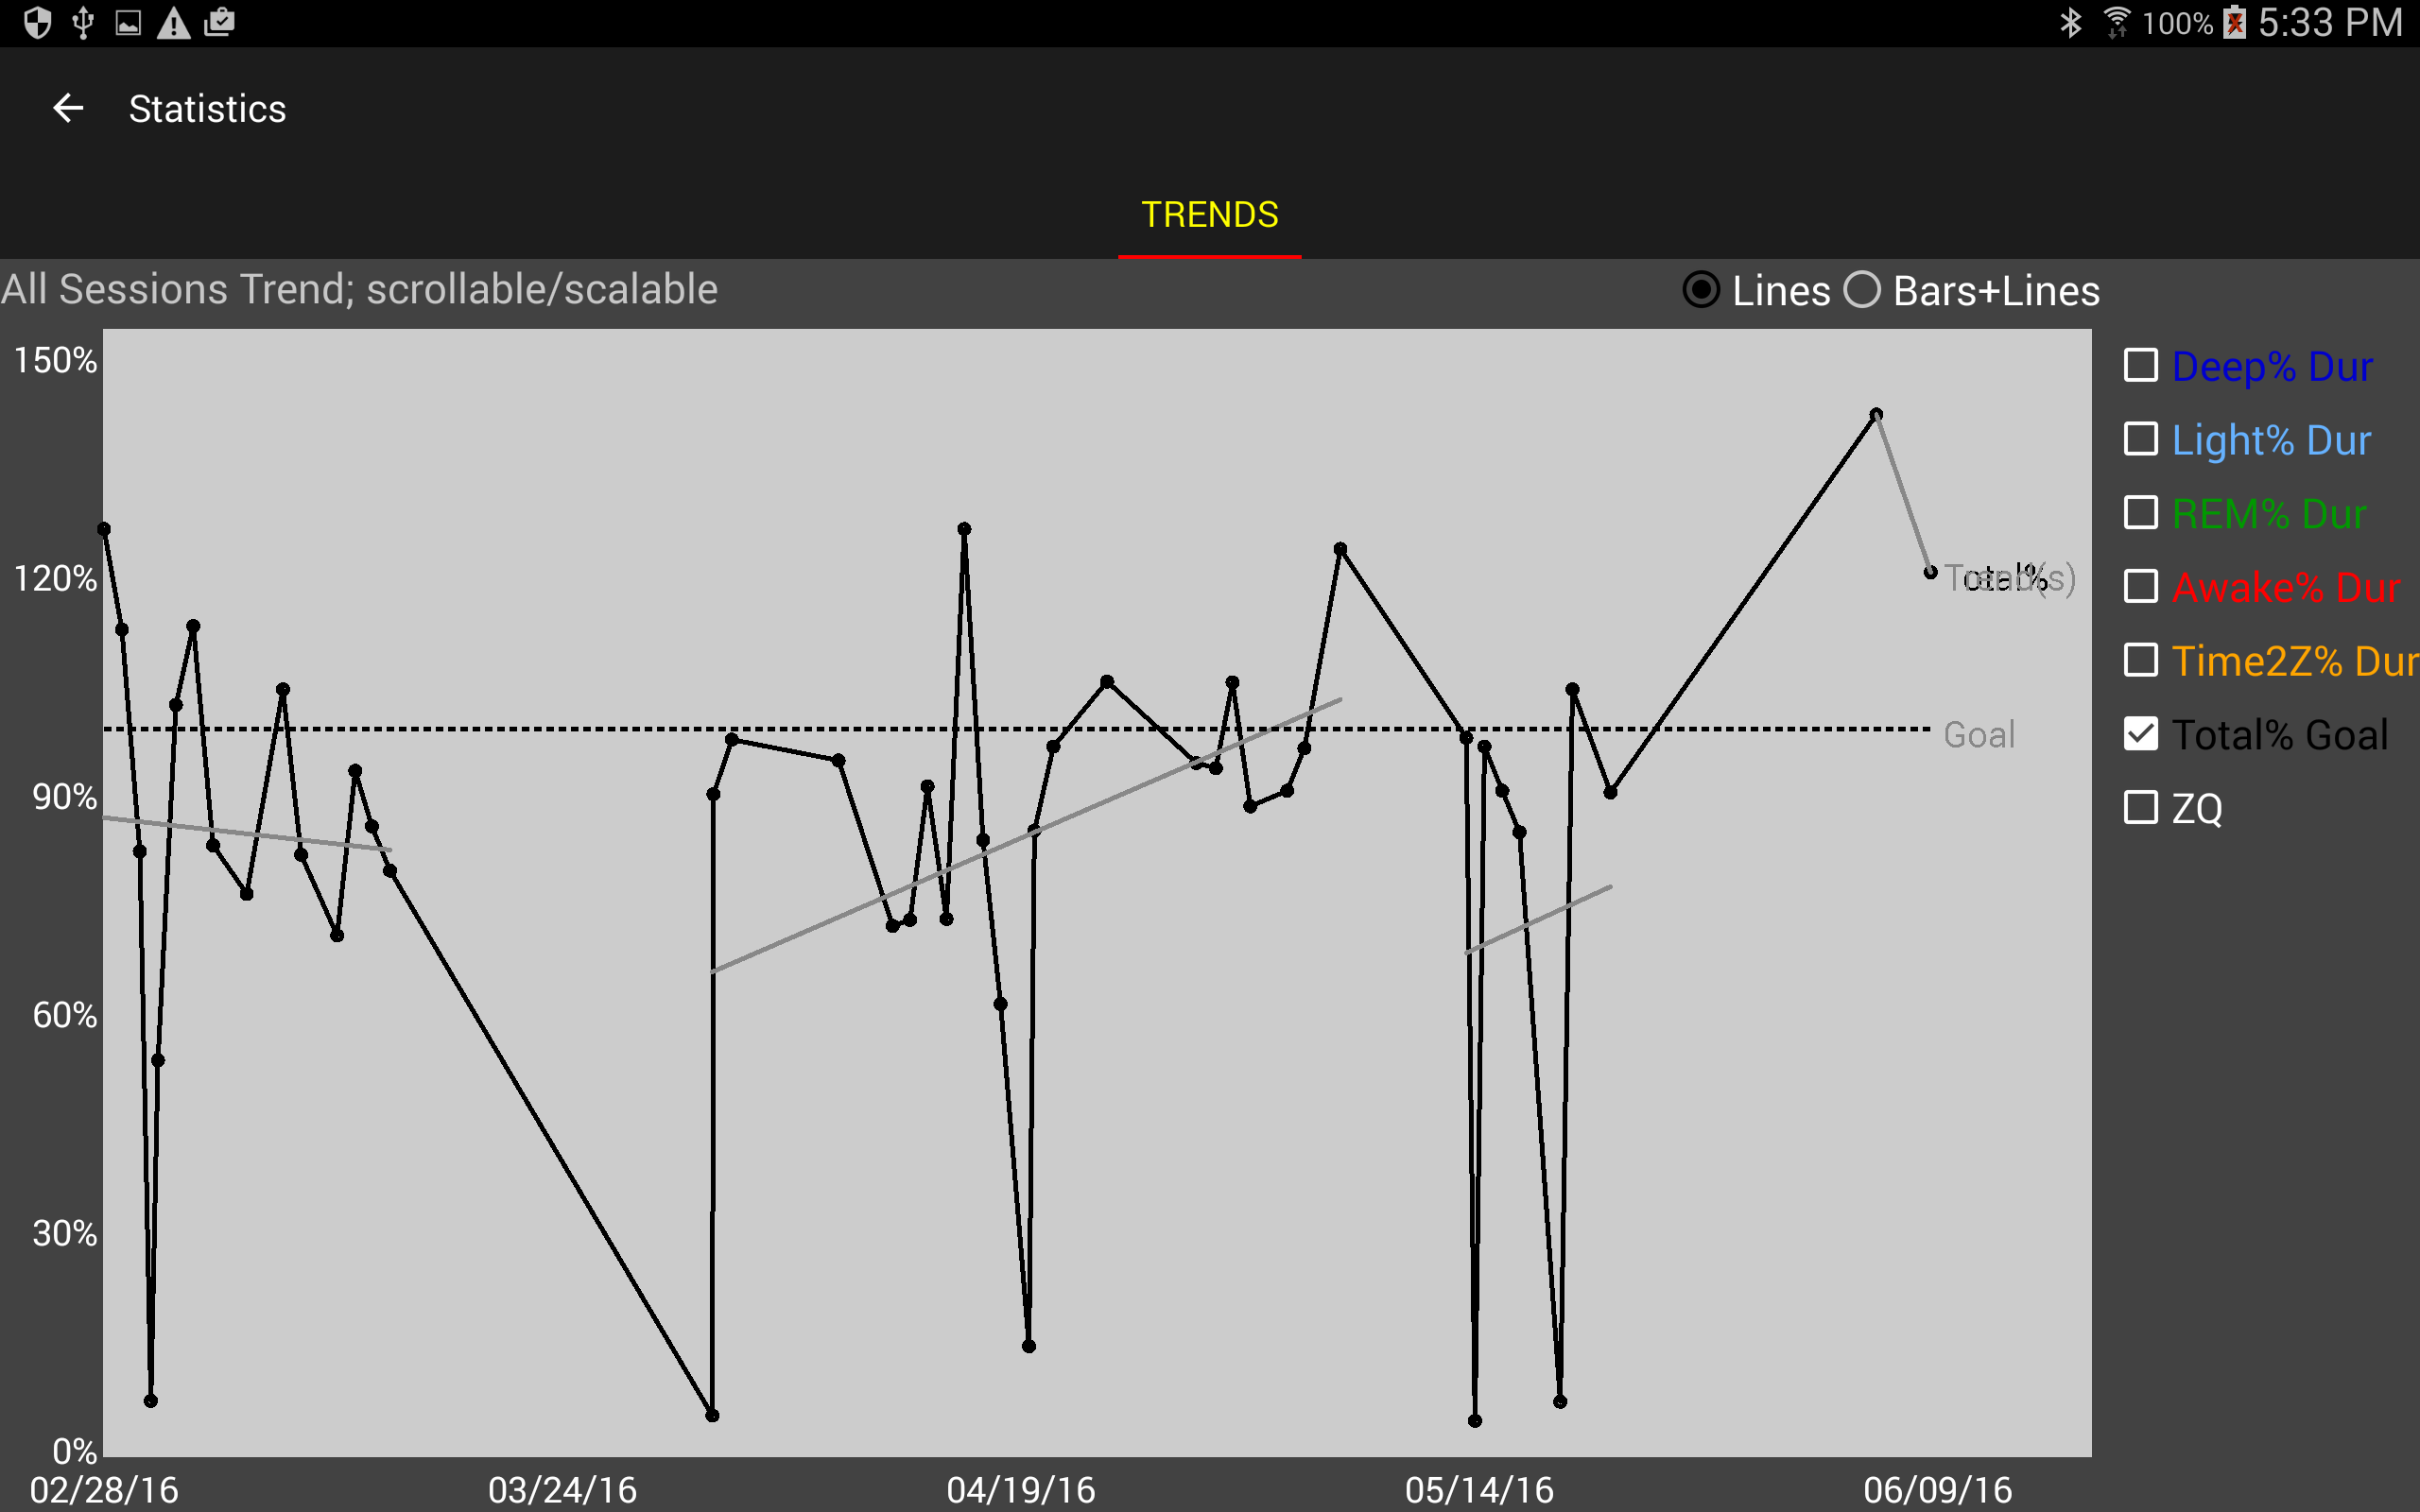 100% 5:33 PM
Statistics
TRENDS
All Sessions Trend; scrollable/scalable
Lines Bars+Lines
150%
120%
90%
60%
30%
0%
Trend(s)
Goal
02/28/16 03/24/16 04/19/16 05/14/16 06/09/16
Deep% Dur
Light% Dur
REM% Dur
Awake% Dur
Time2Z% Dur
Total% Goal
ZQ